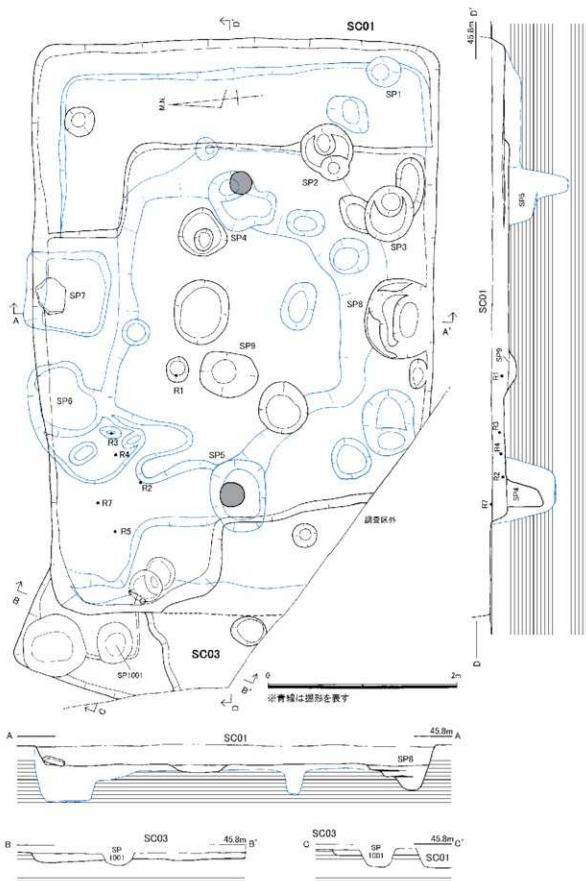 D'
SC01
45.8m
D'
M.N.
SP1
SP2
SP3
SP4
SP5
SP7
SP8
A
A'
SC01
SP9
R1
SP9
R1
SP6
R3
R4
R2
SP5
R3
R4
R2
SP4
R7
R7
R5
調査区外
B
C'
SC03
SP1001
B'
C
D
D
0
2m
※青線は掘形を表す
A
SC01
45.8m
A'
SP8
B
SC03
45.8m
B'
SP
1001
SC03
C
45.8m
C'
SP
1001
SC01